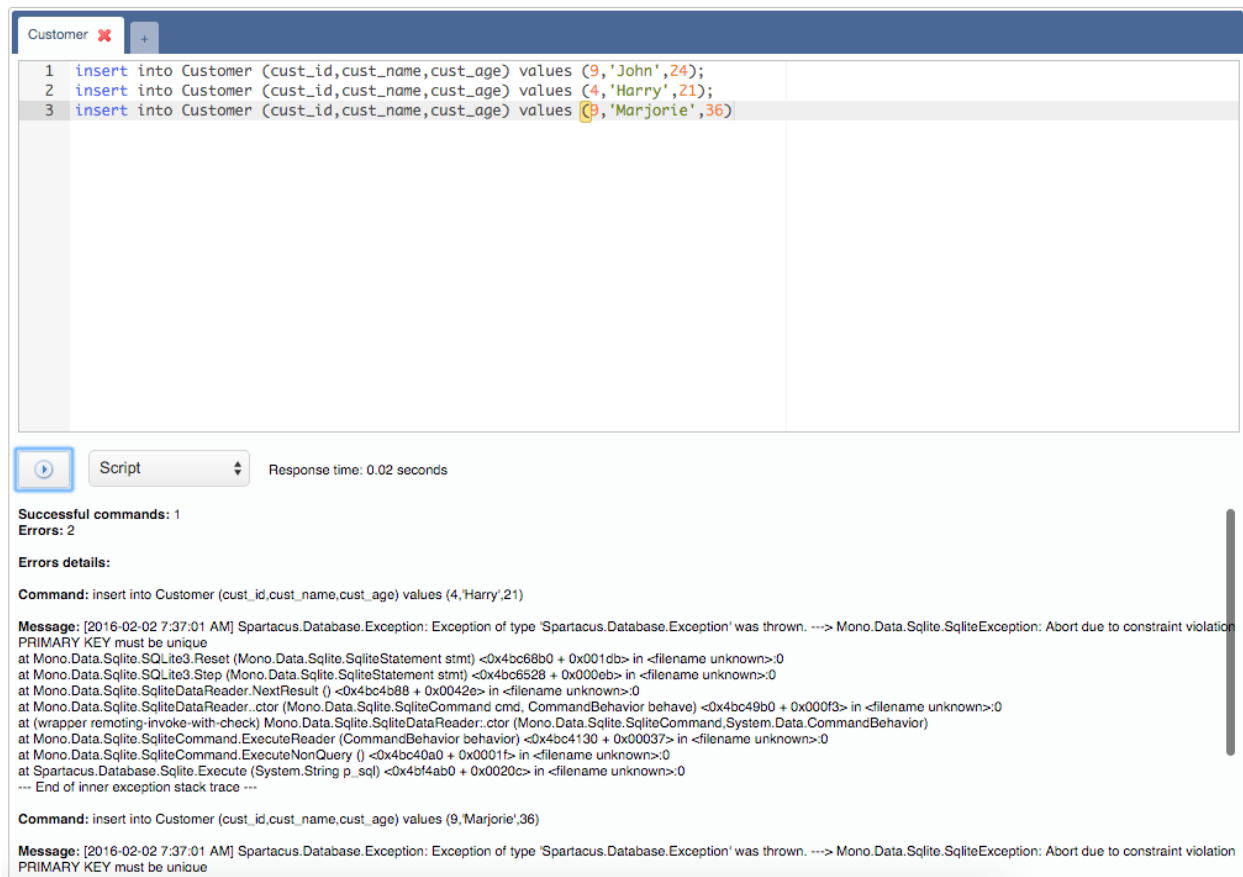 Customer
+
1 insert into Customer (cust_id,cust_name,cust_age) values (9,'John',24);
2 insert into Customer (cust_id,cust_name,cust_age) values (4,'Harry',21);
3 insert into Customer (cust_id,cust_name,cust_age) values (9,'Marjorie',36)
Script
Response time: 0.02 seconds
Successful commands: 1
Errors: 2
Errors details:
Command: insert into Customer (cust_id,cust_name,cust_age) values (4,'Harry',21)
Message: [2016-02-02 7:37:01 AM] Spartacus.Database.Exception: Exception of type 'Spartacus.Database.Exception' was thrown. ---> Mono.Data.Sqlite.SqliteException: Abort due to constraint violation
PRIMARY KEY must be unique
at Mono.Data.Sqlite.SQLite3.Reset (Mono.Data.Sqlite.SqliteStatement stmt) <0x4bc68b0 + 0x001db> in <filename unknown>:0
at Mono.Data.Sqlite.SQLite3.Step (Mono.Data.Sqlite.SqliteStatement stmt) <0x4bc6528 + 0x000eb> in <filename unknown>:0
at Mono.Data.Sqlite.SqliteDataReader.NextResult () <0x4bc4b88 + 0x0042e> in <filename unknown>:0
at Mono.Data.Sqlite.SqliteDataReader..ctor (Mono.Data.Sqlite.SqliteCommand cmd, CommandBehavior behave) <0x4bc49b0 + 0x000f3> in <filename unknown>:0
at (wrapper remoting-invoke-with-check) Mono.Data.Sqlite.SqliteDataReader:.ctor (Mono.Data.Sqlite.SqliteCommand,System.Data.CommandBehavior)
at Mono.Data.Sqlite.SqliteCommand.ExecuteReader (CommandBehavior behavior) <0x4bc4130 + 0x00037> in <filename unknown>:0
at Mono.Data.Sqlite.SqliteCommand.ExecuteNonQuery () <0x4bc40a0 + 0x0001f> in <filename unknown>:0
at Spartacus.Database.Sqlite.Execute (System.String p_sql) <0x4bf4ab0 + 0x0020c> in <filename unknown>:0
--- End of inner exception stack trace ---
Command: insert into Customer (cust_id,cust_name,cust_age) values (9,'Marjorie',36)
Message: [2016-02-02 7:37:01 AM] Spartacus.Database.Exception: Exception of type 'Spartacus.Database.Exception' was thrown. ---> Mono.Data.Sqlite.SqliteException: Abort due to constraint violation
PRIMARY KEY must be unique